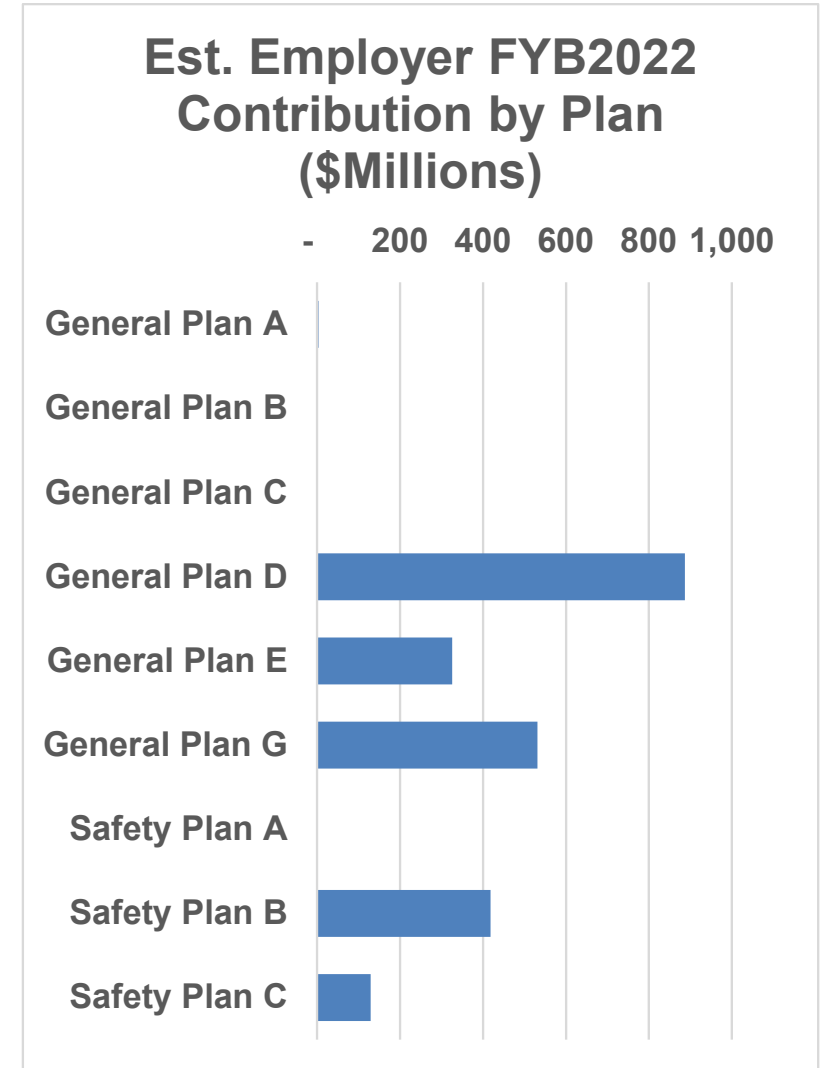 Est. Employer FYB2022
Contribution by Plan
($Millions)
- 200 400 600 800 1,000
General Plan A
General Plan B
General Plan C
General Plan D
General Plan E
General Plan G
Safety Plan A
Safety Plan B
Safety Plan C